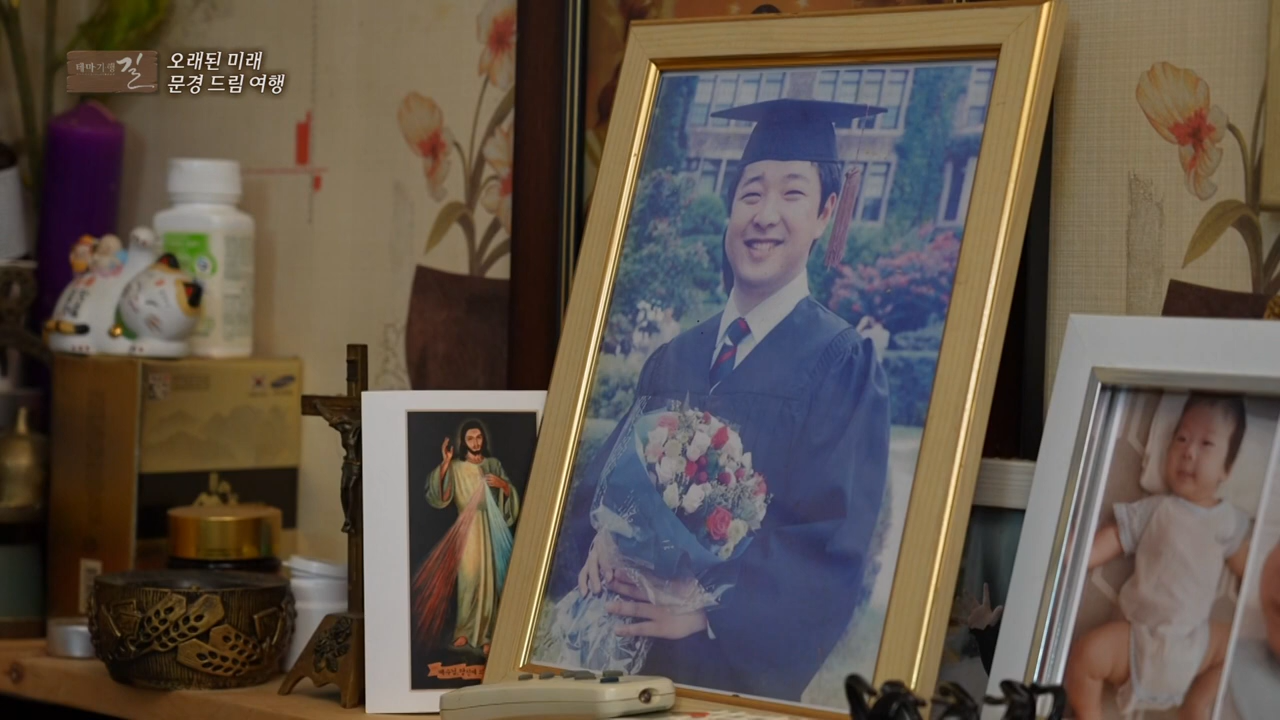 테마기행
길
오래된 미래
문경 드림 여행